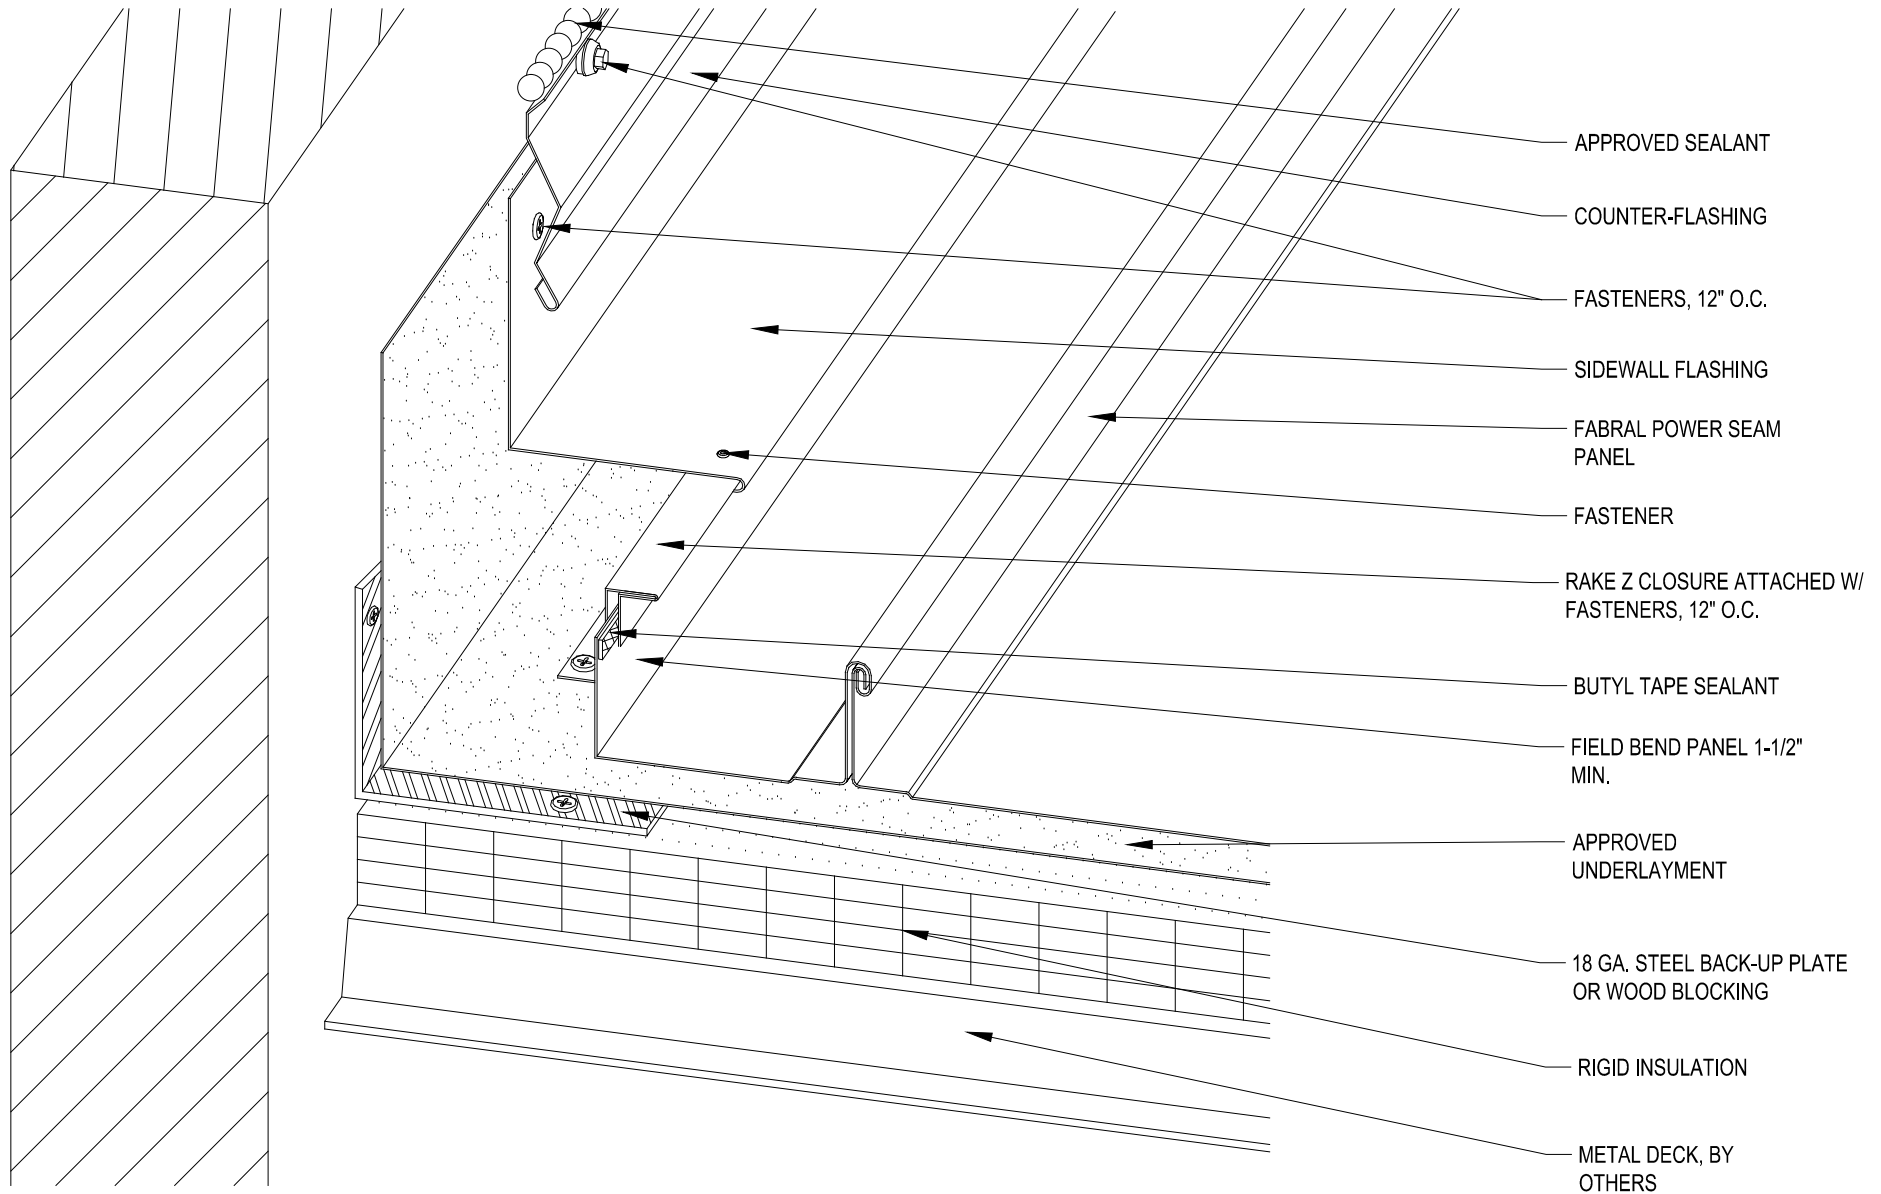 APPROVED SEALANT
COUNTER-FLASHING
FASTENERS, 12" O.C.
SIDEWALL FLASHING
FABRAL POWER SEAM
PANEL
FASTENER
RAKE Z CLOSURE ATTACHED W/
FASTENERS, 12" O.C.
BUTYL TAPE SEALANT
FIELD BEND PANEL 1-1/2"
MIN.
APPROVED
UNDERLAYMENT
18 GA. STEEL BACK-UP PLATE
OR WOOD BLOCKING
RIGID INSULATION
METAL DECK, BY
OTHERS